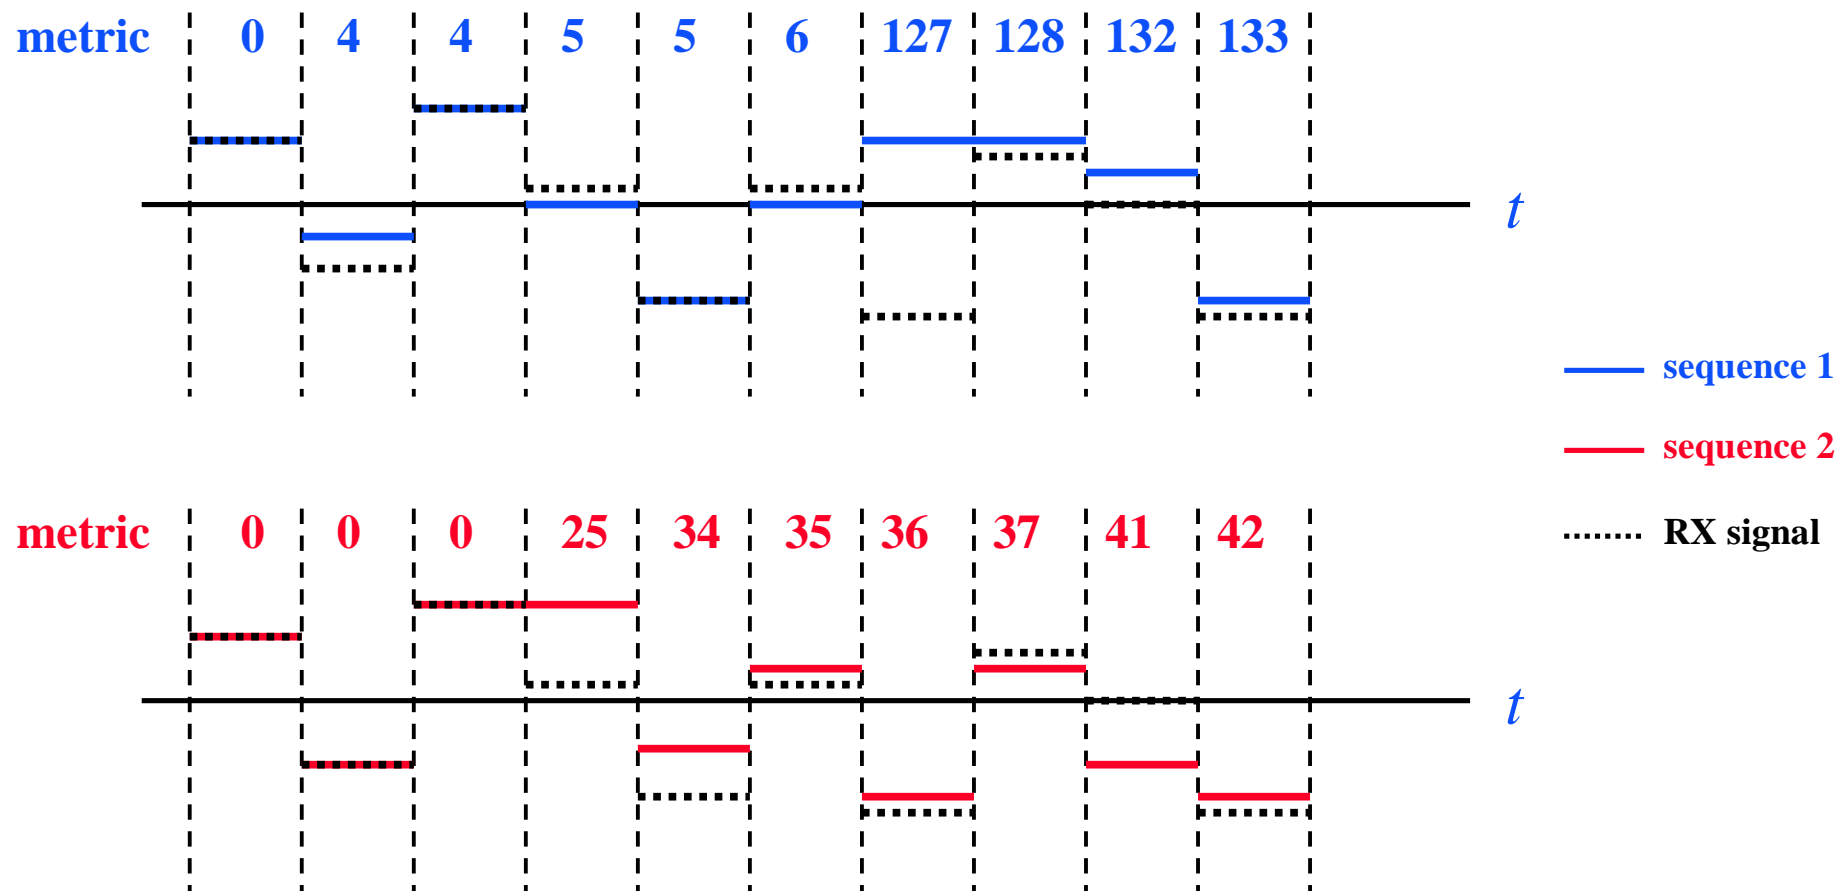 metric 0 4 4 5 5 6 127 128 132 133
t
sequence 1
sequence 2
metric 0 0 0 25 34 35 36 37 41 42
RX signal
t